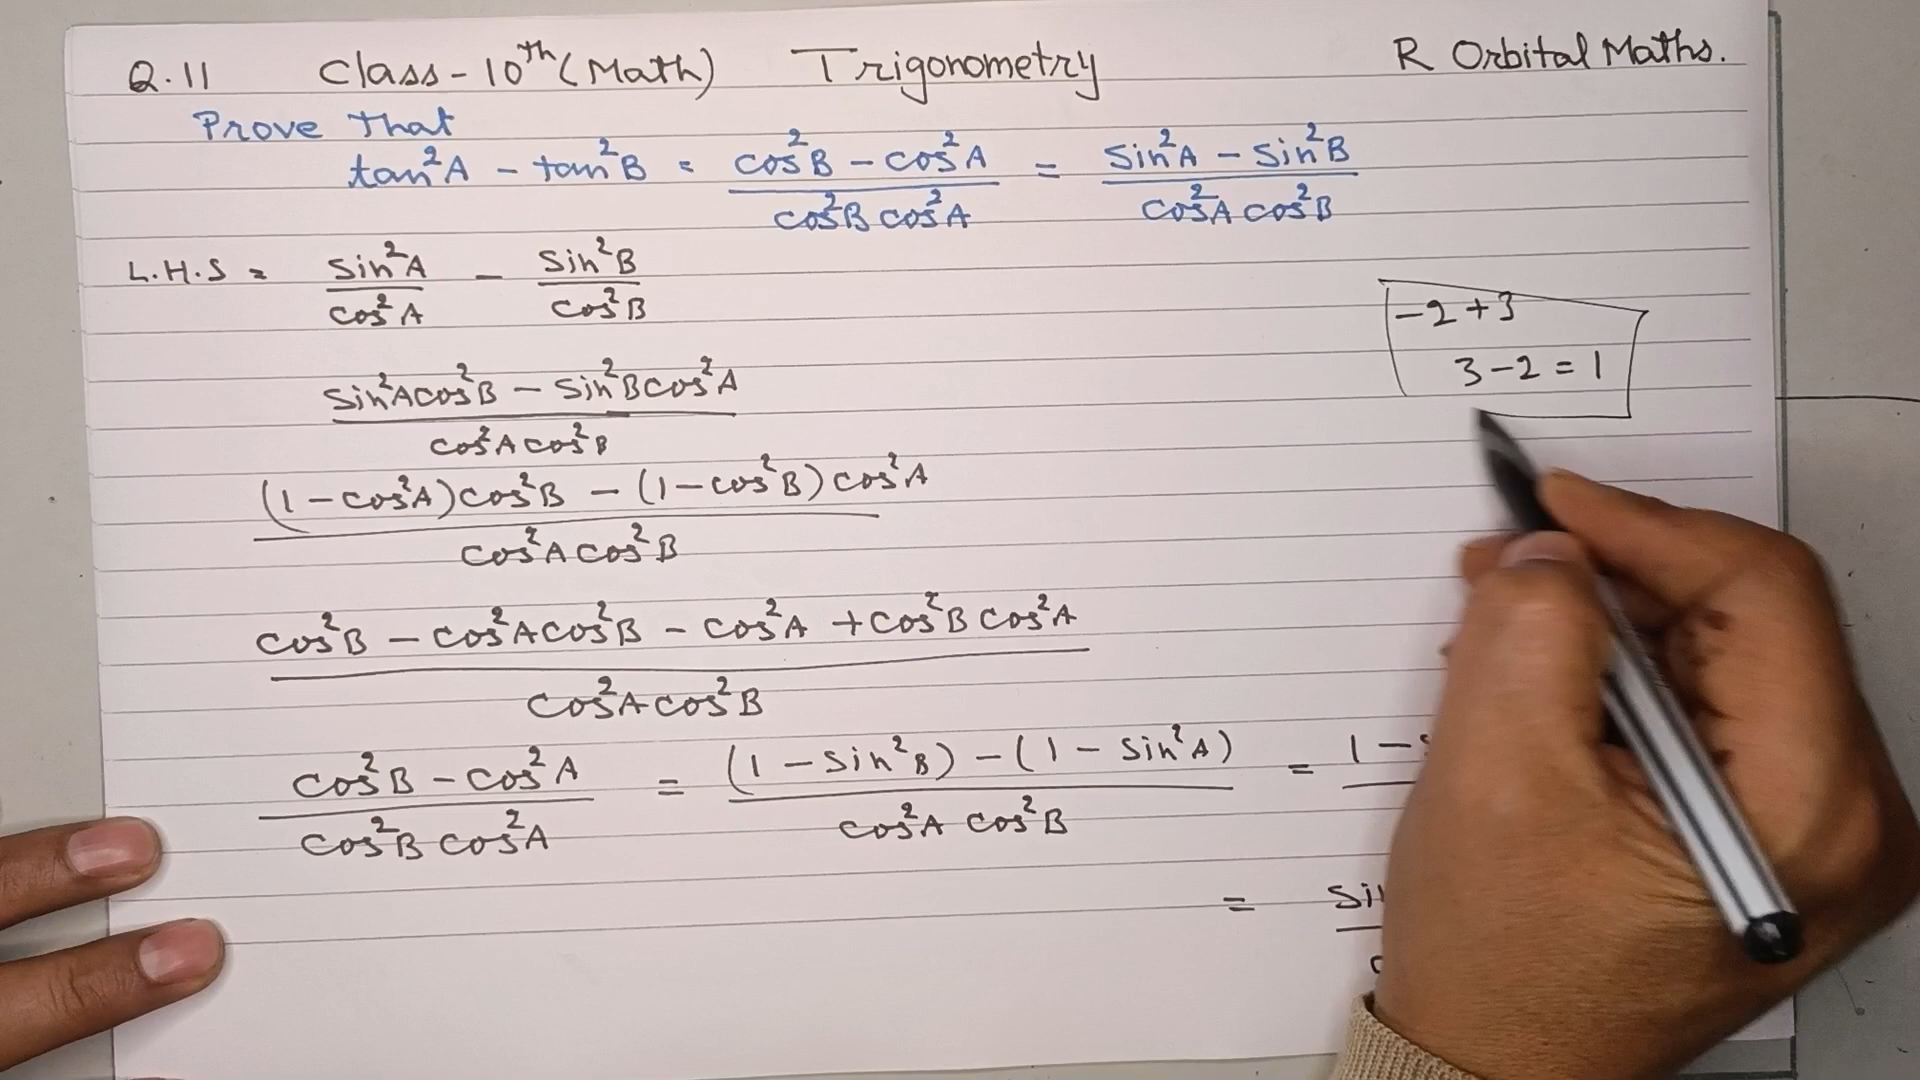 Q.11 Class-10th (Math) Trigonometry R Orbital Maths.
Prove that
tan²A - tan²B = (cos²B - cos²A)/(cos²B cos²A) = (Sin²A - Sin²B)/(cos²A cos²B)
L.H.S = Sin²A/cos²A - Sin²B/cos²B
-2+3
3-2=1
(Sin²A cos²B - Sin²B cos²A)/(cos²A cos²B)
((1-cos²A)cos²B - (1-cos²B)cos²A)/(cos²A cos²B)
(cos²B - cos²A cos²B - cos²A + cos²B cos²A)/(cos²A cos²B)
(cos²B - cos²A)/(cos²B cos²A) = ((1-Sin²B) - (1-Sin²A))/(cos²A cos²B) = 1-
=